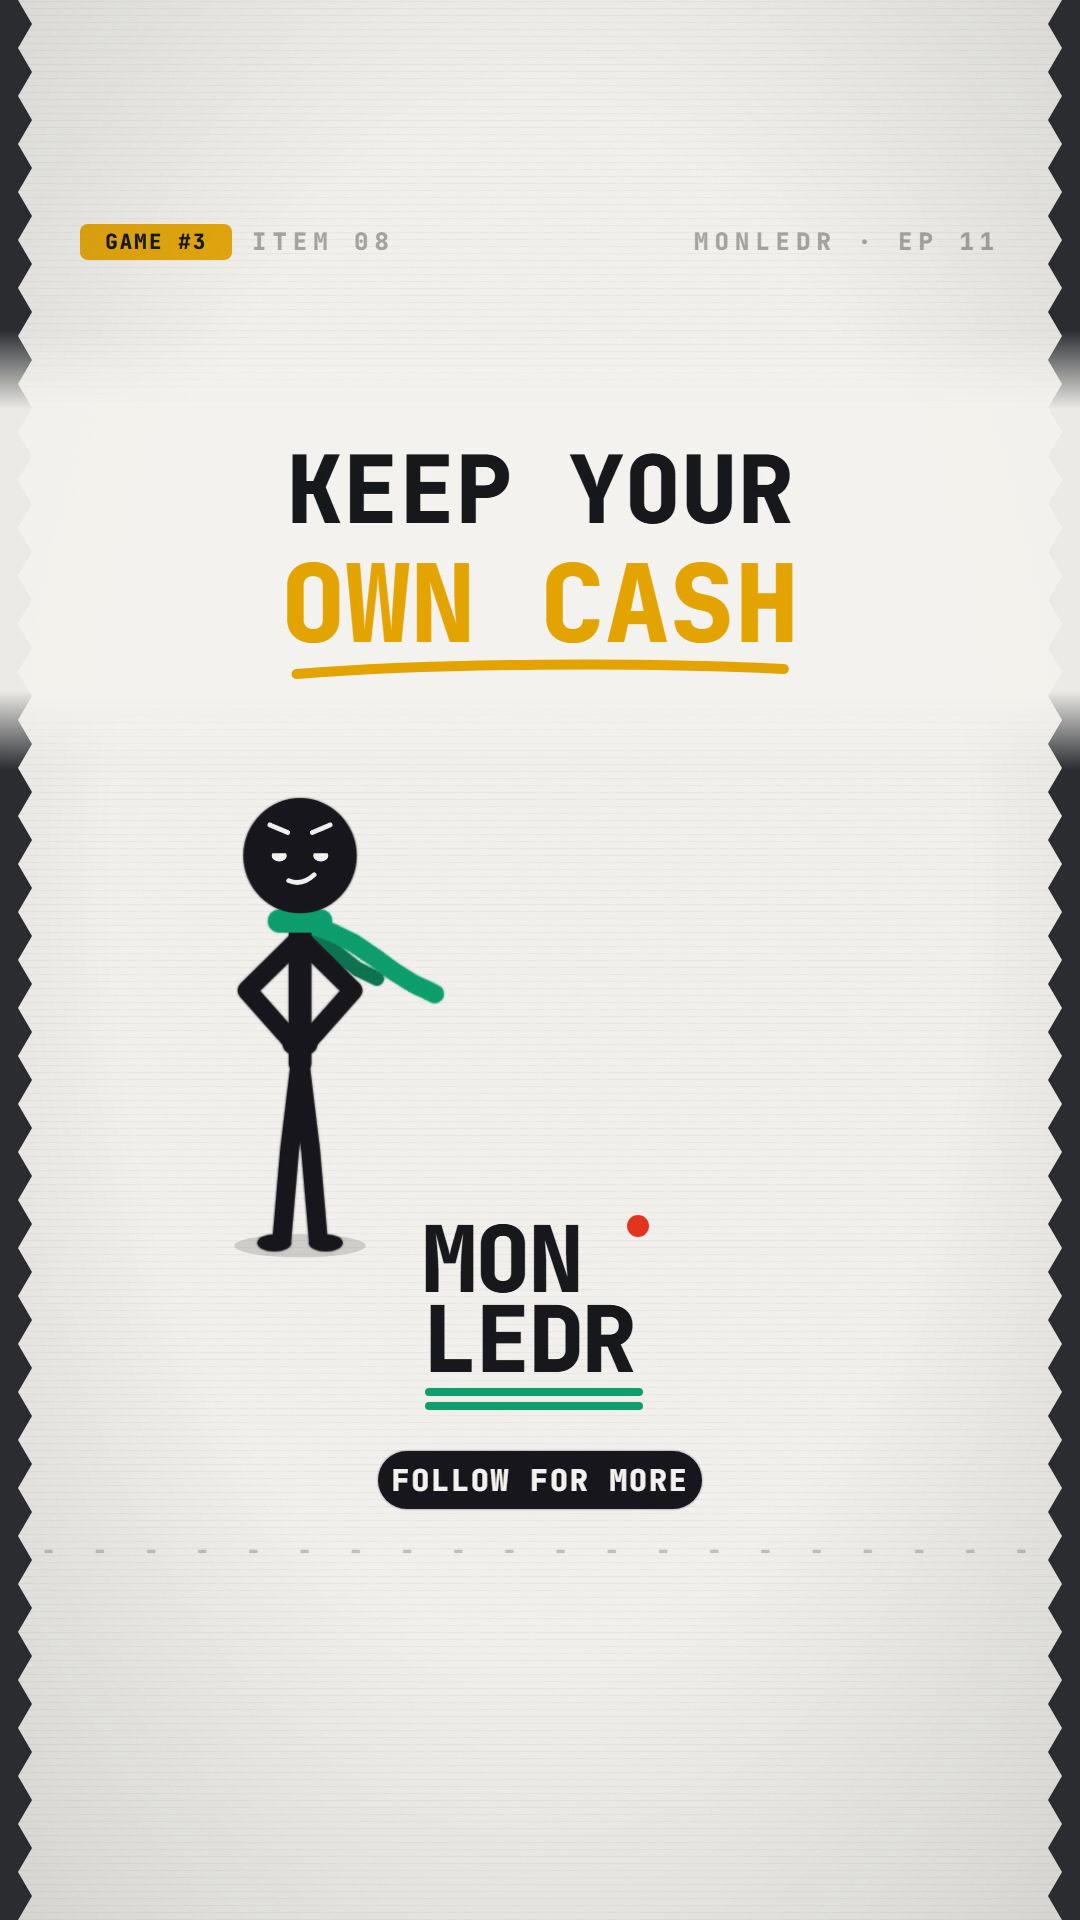 GAME #3 ITEM 08 MONLEDR · EP 11
KEEP YOUR
OWN CASH
MON
LEDR
FOLLOW FOR MORE